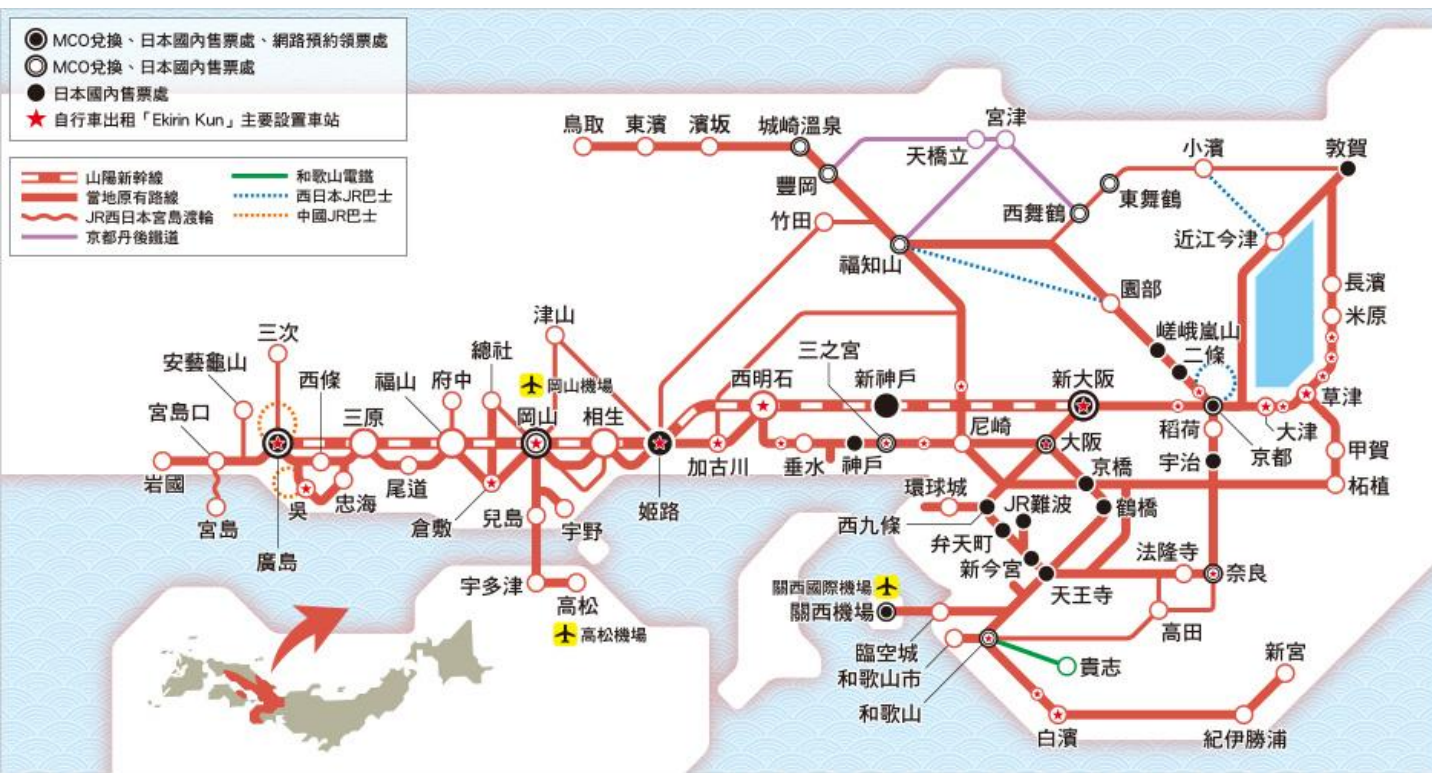 MCO兌換、日本國內售票處、網路預約領票處
MCO兌換、日本國內售票處
日本國內售票處
自行車出租「Ekirin Kun」主要設置車站
山陽新幹線
和歌山電鐵
當地原有路線
西日本JR巴士
JR西日本宮島渡輪
中國JR巴士
京都丹後鐵道
鳥取
東濱
濱坂
城崎溫泉
宮津
天橋立
小濱
敦賀
豐岡
東舞鶴
西舞鶴
竹田
近江今津
福知山
園部
長濱
米原
津山
嵯峨嵐山
二條
三次
安藝龜山
總社
三之宮
西條
福山
府中
岡山機場
西明石
新神戶
新大阪
宮島口
三原
岡山
相生
草津
尼崎
稻荷
大津
大阪
京都
加古川
垂水
神戶
宇治
甲賀
岩國
宮島
吳
忠海
尾道
京橋
柘植
環球城
JR難波
鶴橋
倉敷
兒島
宇野
姬路
西九條
弁天町
廣島
法隆寺
新今宮
奈良
宇多津
高松
關西國際機場
天王寺
關西機場
高松機場
高田
臨空城
和歌山市
貴志
新宮
和歌山
白濱
紀伊勝浦